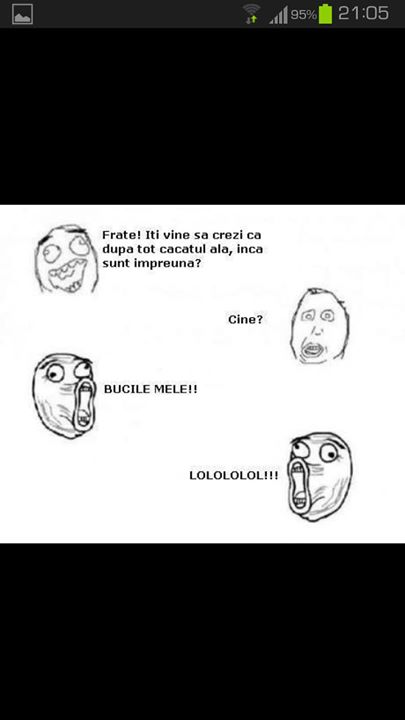 95% 21:05
Frate! Iti vine sa crezi ca
dupa tot cacatul ala, inca
sunt impreuna?
Cine?
BUCILE MELE!!
LOLOLOLOL!!!